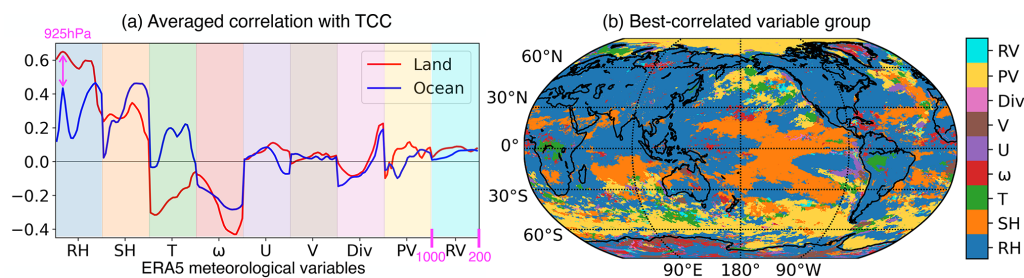 (a) Averaged correlation with TCC
925hPa
0.6
0.4
0.2
0.0
−0.2
−0.4
Land
Ocean
RH SH T ω U V Div PV RV
1000 200
ERA5 meteorological variables
(b) Best-correlated variable group
60°N
30°N
0°
30°S
60°S
90°E 180° 90°W
RV
PV
Div
V
U
ω
T
SH
RH